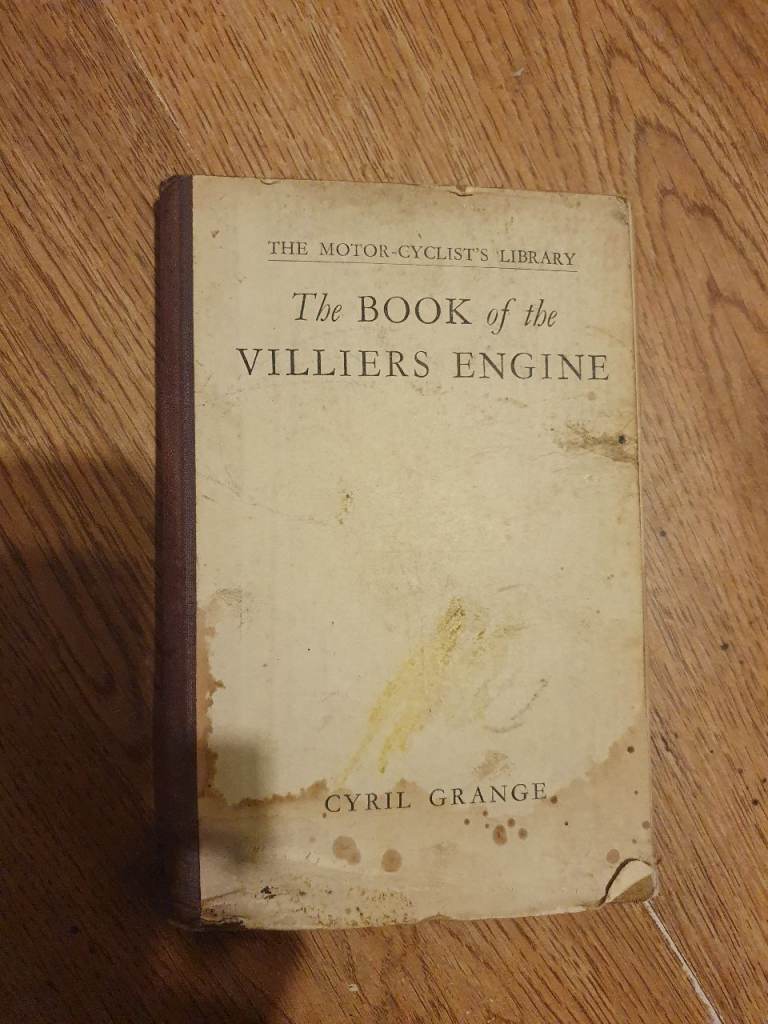 THE MOTOR-CYCLIST'S LIBRARY
The BOOK of the
VILLIERS ENGINE
CYRIL GRANGE